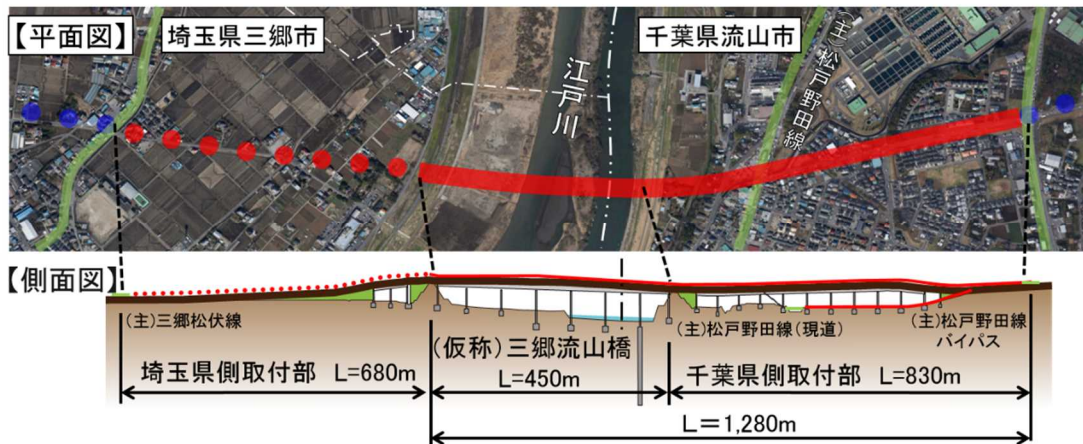 【平面図】
埼玉県三郷市
江戸川
千葉県流山市
(主)松戸野田線
【側面図】
(主)三郷松伏線
(主)松戸野田線(現道)
(主)松戸野田線
バイパス
(仮称)三郷流山橋
埼玉県側取付部 L=680m
L=450m
千葉県側取付部 L=830m
L=1,280m